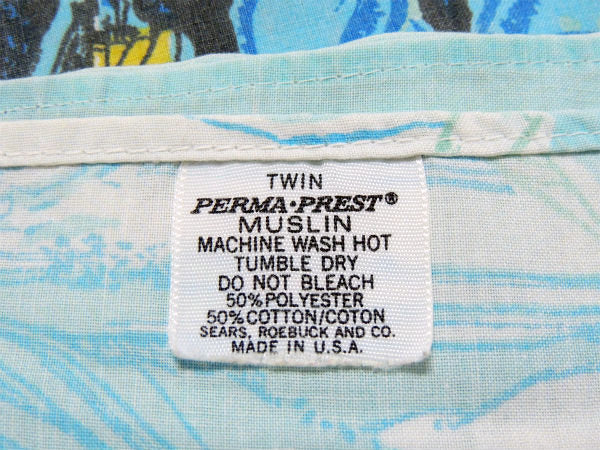 TWIN
PERMA·PREST®
MUSLIN
MACHINE WASH HOT
TUMBLE DRY
DO NOT BLEACH
50% POLYESTER
50% COTTON/COTON
SEARS, ROEBUCK AND CO.
MADE IN U.S.A.